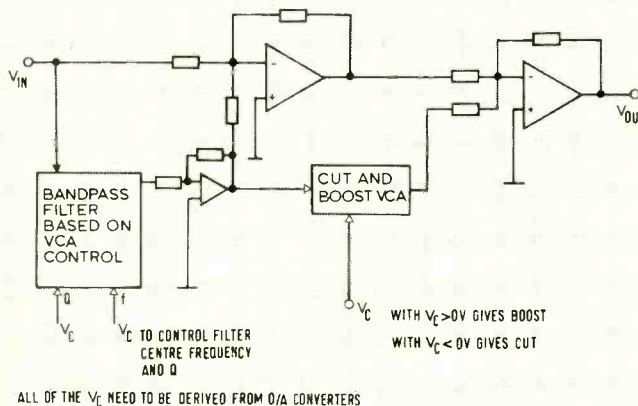 V_IN
-
+
-
+
V_OU
BANDPASS
FILTER
BASED ON
VCA
CONTROL
CUT AND
BOOST VCA
Q
f
V_C
V_C TO CONTROL FILTER
CENTRE FREQUENCY
AND Q
V_C WITH V_C>0V GIVES BOOST
WITH V_C<0V GIVES CUT
ALL OF THE V_C NEED TO BE DERIVED FROM D/A CONVERTERS